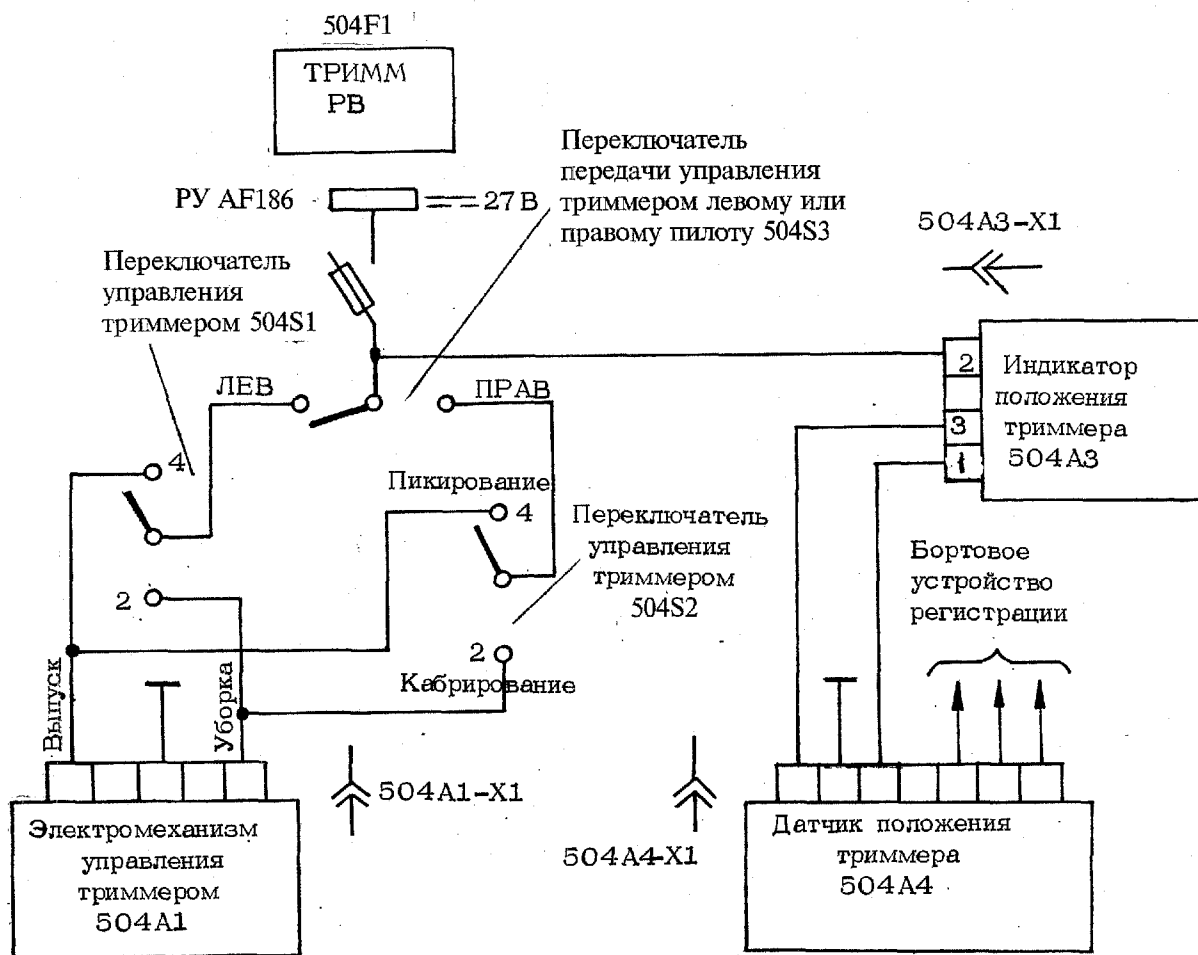 504F1
ТРИММ
РВ
РУ AF186
27 В
Переключатель
передачи управления
триммером левому или
правому пилоту 504S3
504А3-Х1
Переключатель
управления
триммером 504S1
ЛЕВ
ПРАВ
2
3
1
Индикатор
положения
триммера
504А3
4
2
Пикирование
4
2
Кабрирование
Переключатель
управления
триммером
504S2
Бортовое
устройство
регистрации
Выпуск
Уборка
504А1-Х1
504А4-Х1
Электромеханизм
управления
триммером
504А1
Датчик положения
триммера
504А4